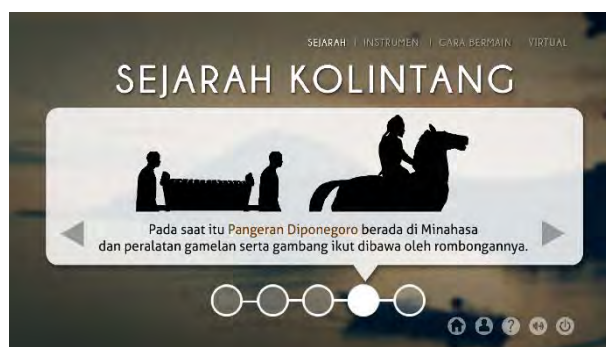 SEJARAH | INSTRUMEN | CARA BERMAIN VIRTUAL
SEJARAH KOLINTANG
Pada saat itu Pangeran Diponegoro berada di Minahasa
dan peralatan gamelan serta gambang ikut dibawa oleh rombongannya.
?